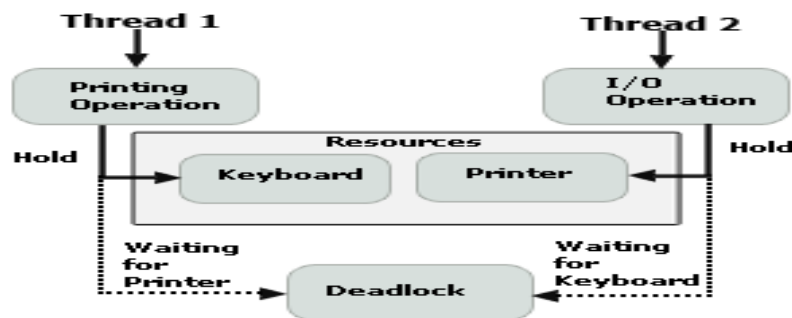 Thread 1
Thread 2
Printing
Operation
I/O
Operation
Hold
Hold
Resources
Keyboard
Printer
Waiting
for
Printer
Waiting
for
Keyboard
Deadlock